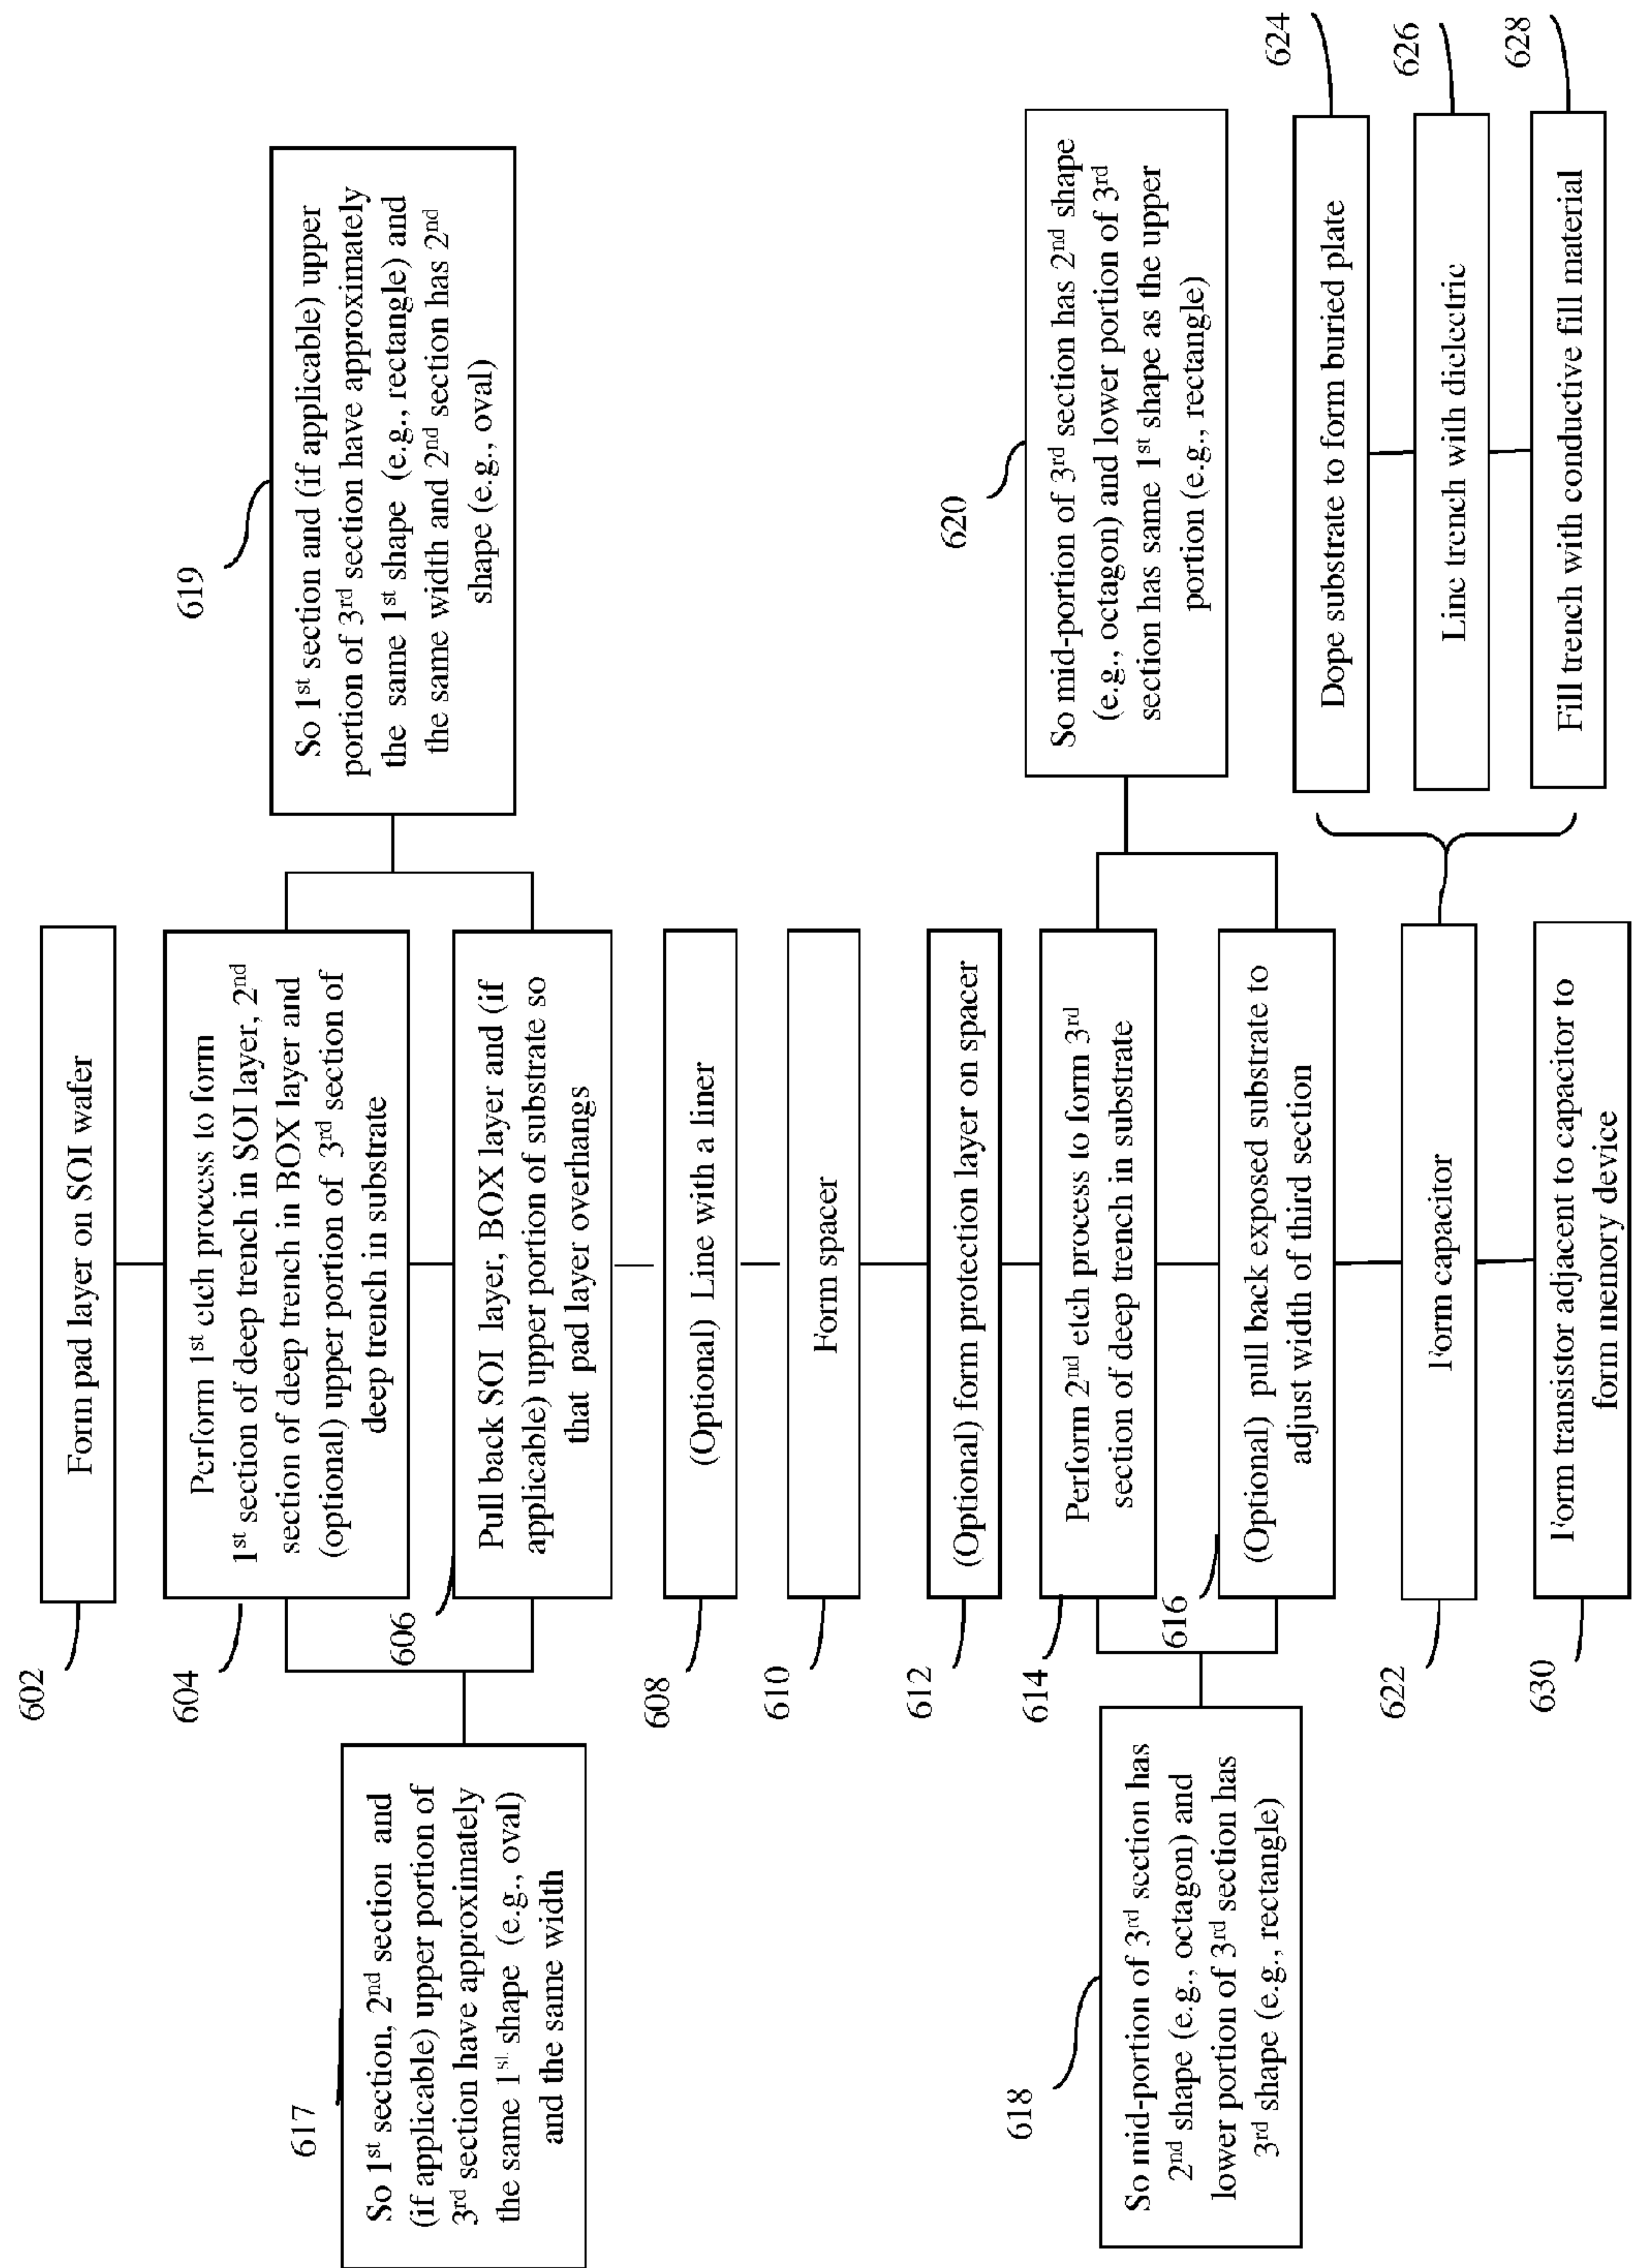 602
Form pad layer on SOI wafer
604
Perform 1st etch process to form
1st section of deep trench in SOI layer, 2nd
section of deep trench in BOX layer and
(optional) upper portion of 3rd section of
deep trench in substrate
606
Pull back SOI layer, BOX layer and (if
applicable) upper portion of substrate so
that pad layer overhangs
617
So 1st section, 2nd section and
(if applicable) upper portion of
3rd section have approximately
the same 1st shape (e.g., oval)
and the same width
619
So 1st section and (if applicable) upper
portion of 3rd section have approximately
the same 1st shape (e.g., rectangle) and
the same width and 2nd section has 2nd
shape (e.g., oval)
608
(Optional) Line with a liner
610
Form spacer
612
(Optional) form protection layer on spacer
614
Perform 2nd etch process to form 3rd
section of deep trench in substrate
616
(Optional) pull back exposed substrate to
adjust width of third section
618
So mid-portion of 3rd section has
2nd shape (e.g., octagon) and
lower portion of 3rd section has
3rd shape (e.g., rectangle)
620
So mid-portion of 3rd section has 2nd shape
(e.g., octagon) and lower portion of 3rd
section has same 1st shape as the upper
portion (e.g., rectangle)
622
Form capacitor
624
Dope substrate to form buried plate
626
Line trench with dielectric
628
Fill trench with conductive fill material
630
Form transistor adjacent to capacitor to
form memory device